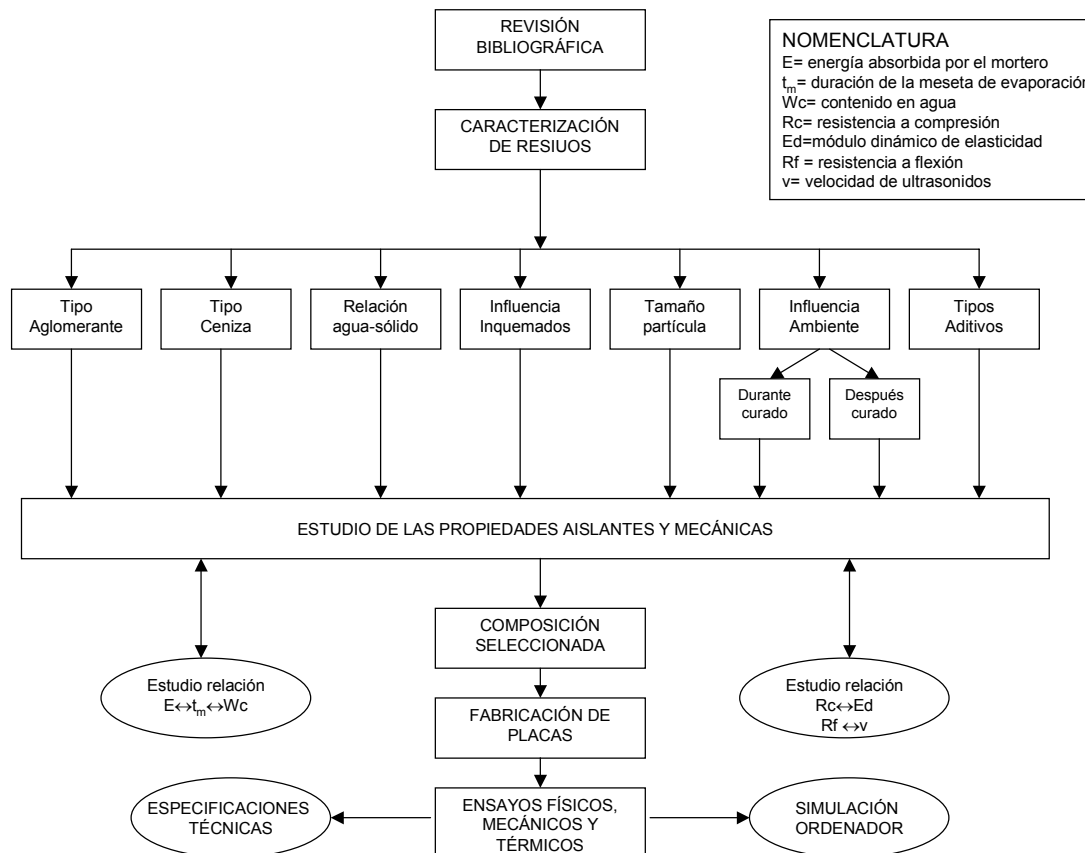 REVISIÓN
BIBLIOGRÁFICA
NOMENCLATURA
E= energía absorbida por el mortero
tm= duración de la meseta de evaporación
Wc= contenido en agua
Rc= resistencia a compresión
Ed=módulo dinámico de elasticidad
Rf = resistencia a flexión
v= velocidad de ultrasonidos
CARACTERIZACIÓN
DE RESIUOS
Tipo
Aglomerante
Tipo
Ceniza
Relación
agua-sólido
Influencia
Inquemados
Tamaño
partícula
Influencia
Ambiente
Tipos
Aditivos
Durante
curado
Después
curado
ESTUDIO DE LAS PROPIEDADES AISLANTES Y MECÁNICAS
COMPOSICIÓN
SELECCIONADA
Estudio relación
E↔tm↔Wc
Estudio relación
Rc↔Ed
Rf ↔v
FABRICACIÓN DE
PLACAS
ESPECIFICACIONES
TÉCNICAS
ENSAYOS FÍSICOS,
MECÁNICOS Y
TÉRMICOS
SIMULACIÓN
ORDENADOR